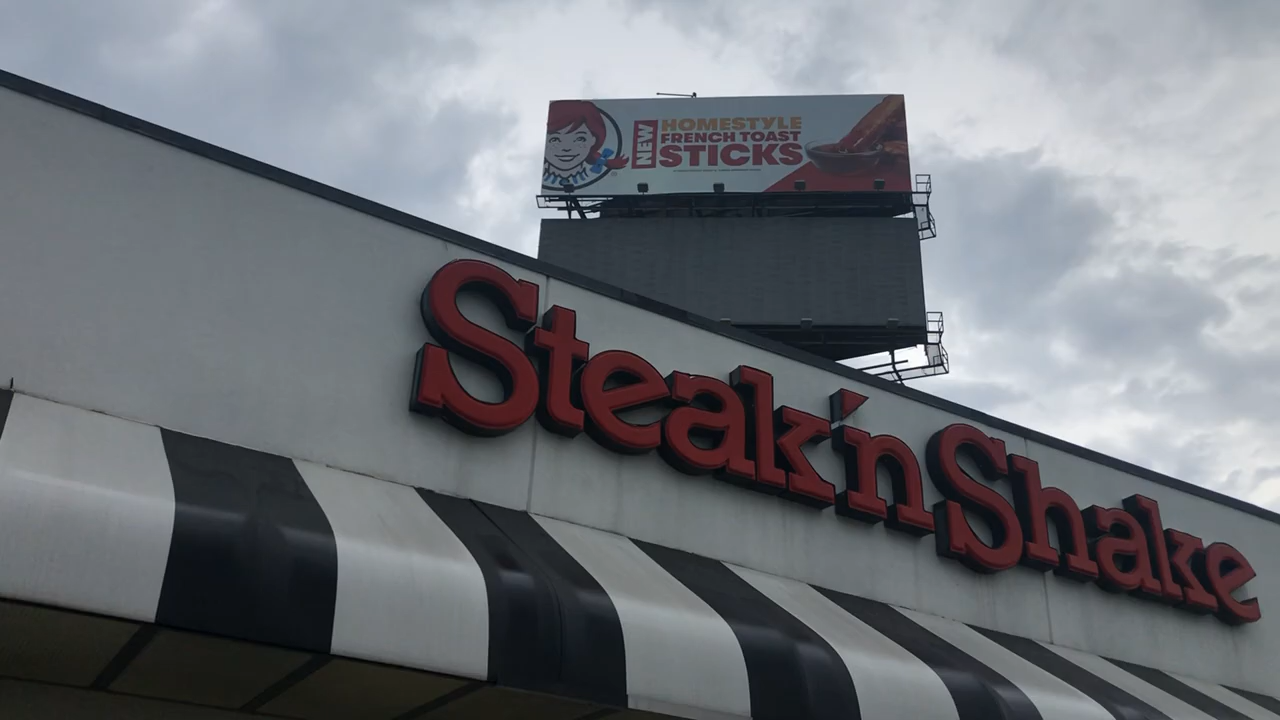 NEW
HOMESTYLE
FRENCH TOAST
STICKS
Steak'n Shake